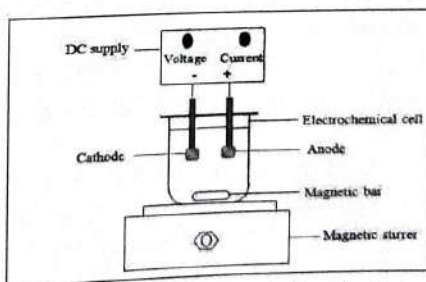 DC supply
Voltage Current
- +
Electrochemical cell
Cathode Anode
Magnetic bar
Magnetic stirrer